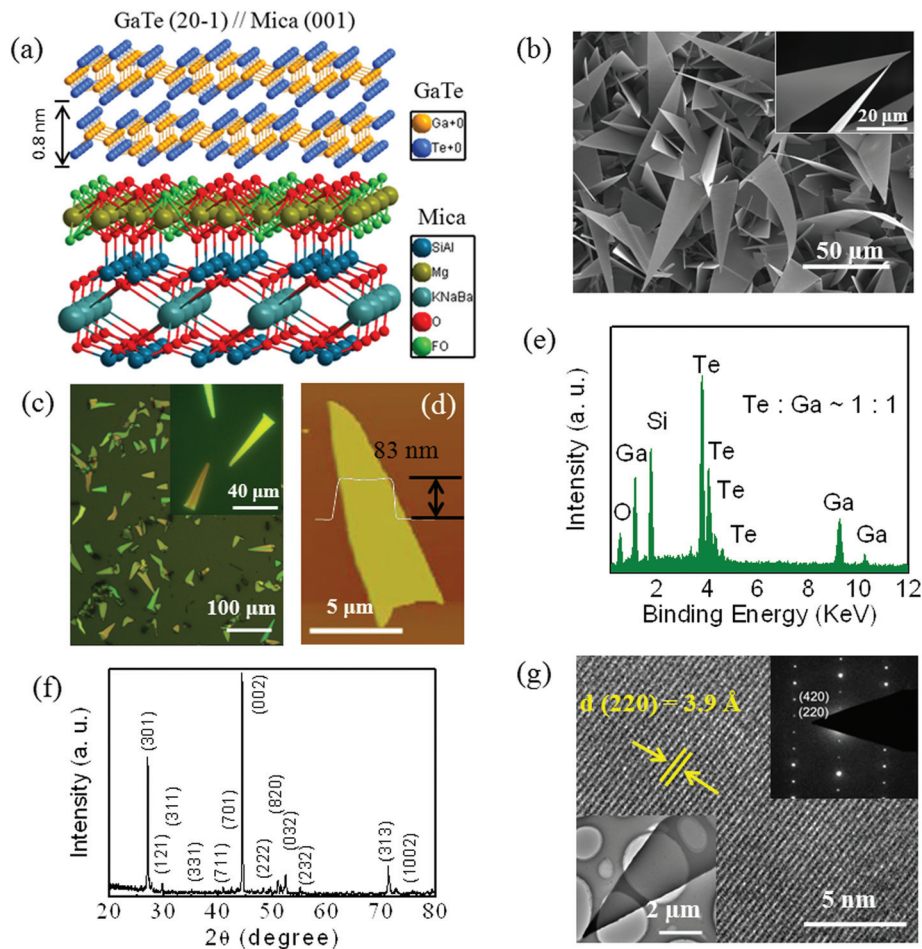 GaTe (20-1) // Mica (001)
(a)
0.8 nm
GaTe
Ga+0
Te+0
Mica
SiAl
Mg
KNaBa
O
FO
(b)
20 μm
50 μm
(c)
40 μm
100 μm
(d)
83 nm
5 μm
(e)
Intensity (a. u.)
Te : Ga ~ 1 : 1
O
Ga
Si
Te
Te
Te
Te
Ga
Ga
2 4 6 8 10 12
Binding Energy (KeV)
(f)
Intensity (a. u.)
(301)
(121)
(311)
(331)
(711)
(701)
(002)
(222)
(820)
(032)
(232)
(313)
(1002)
20 30 40 50 60 70 80
2θ (degree)
(g)
d (220) = 3.9 Å
(420)
(220)
2 μm
5 nm